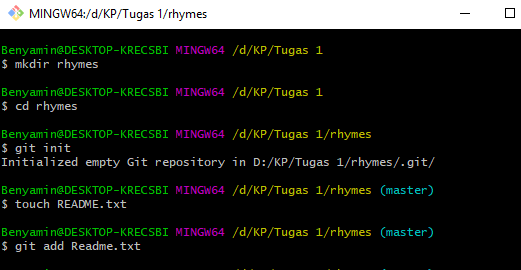 MINGW64:/d/KP/Tugas 1/rhymes
Benyamin@DESKTOP-KRECSBI MINGW64 /d/KP/Tugas 1
$ mkdir rhymes
Benyamin@DESKTOP-KRECSBI MINGW64 /d/KP/Tugas 1
$ cd rhymes
Benyamin@DESKTOP-KRECSBI MINGW64 /d/KP/Tugas 1/rhymes
$ git init
Initialized empty Git repository in D:/KP/Tugas 1/rhymes/.git/
Benyamin@DESKTOP-KRECSBI MINGW64 /d/KP/Tugas 1/rhymes (master)
$ touch README.txt
Benyamin@DESKTOP-KRECSBI MINGW64 /d/KP/Tugas 1/rhymes (master)
$ git add Readme.txt